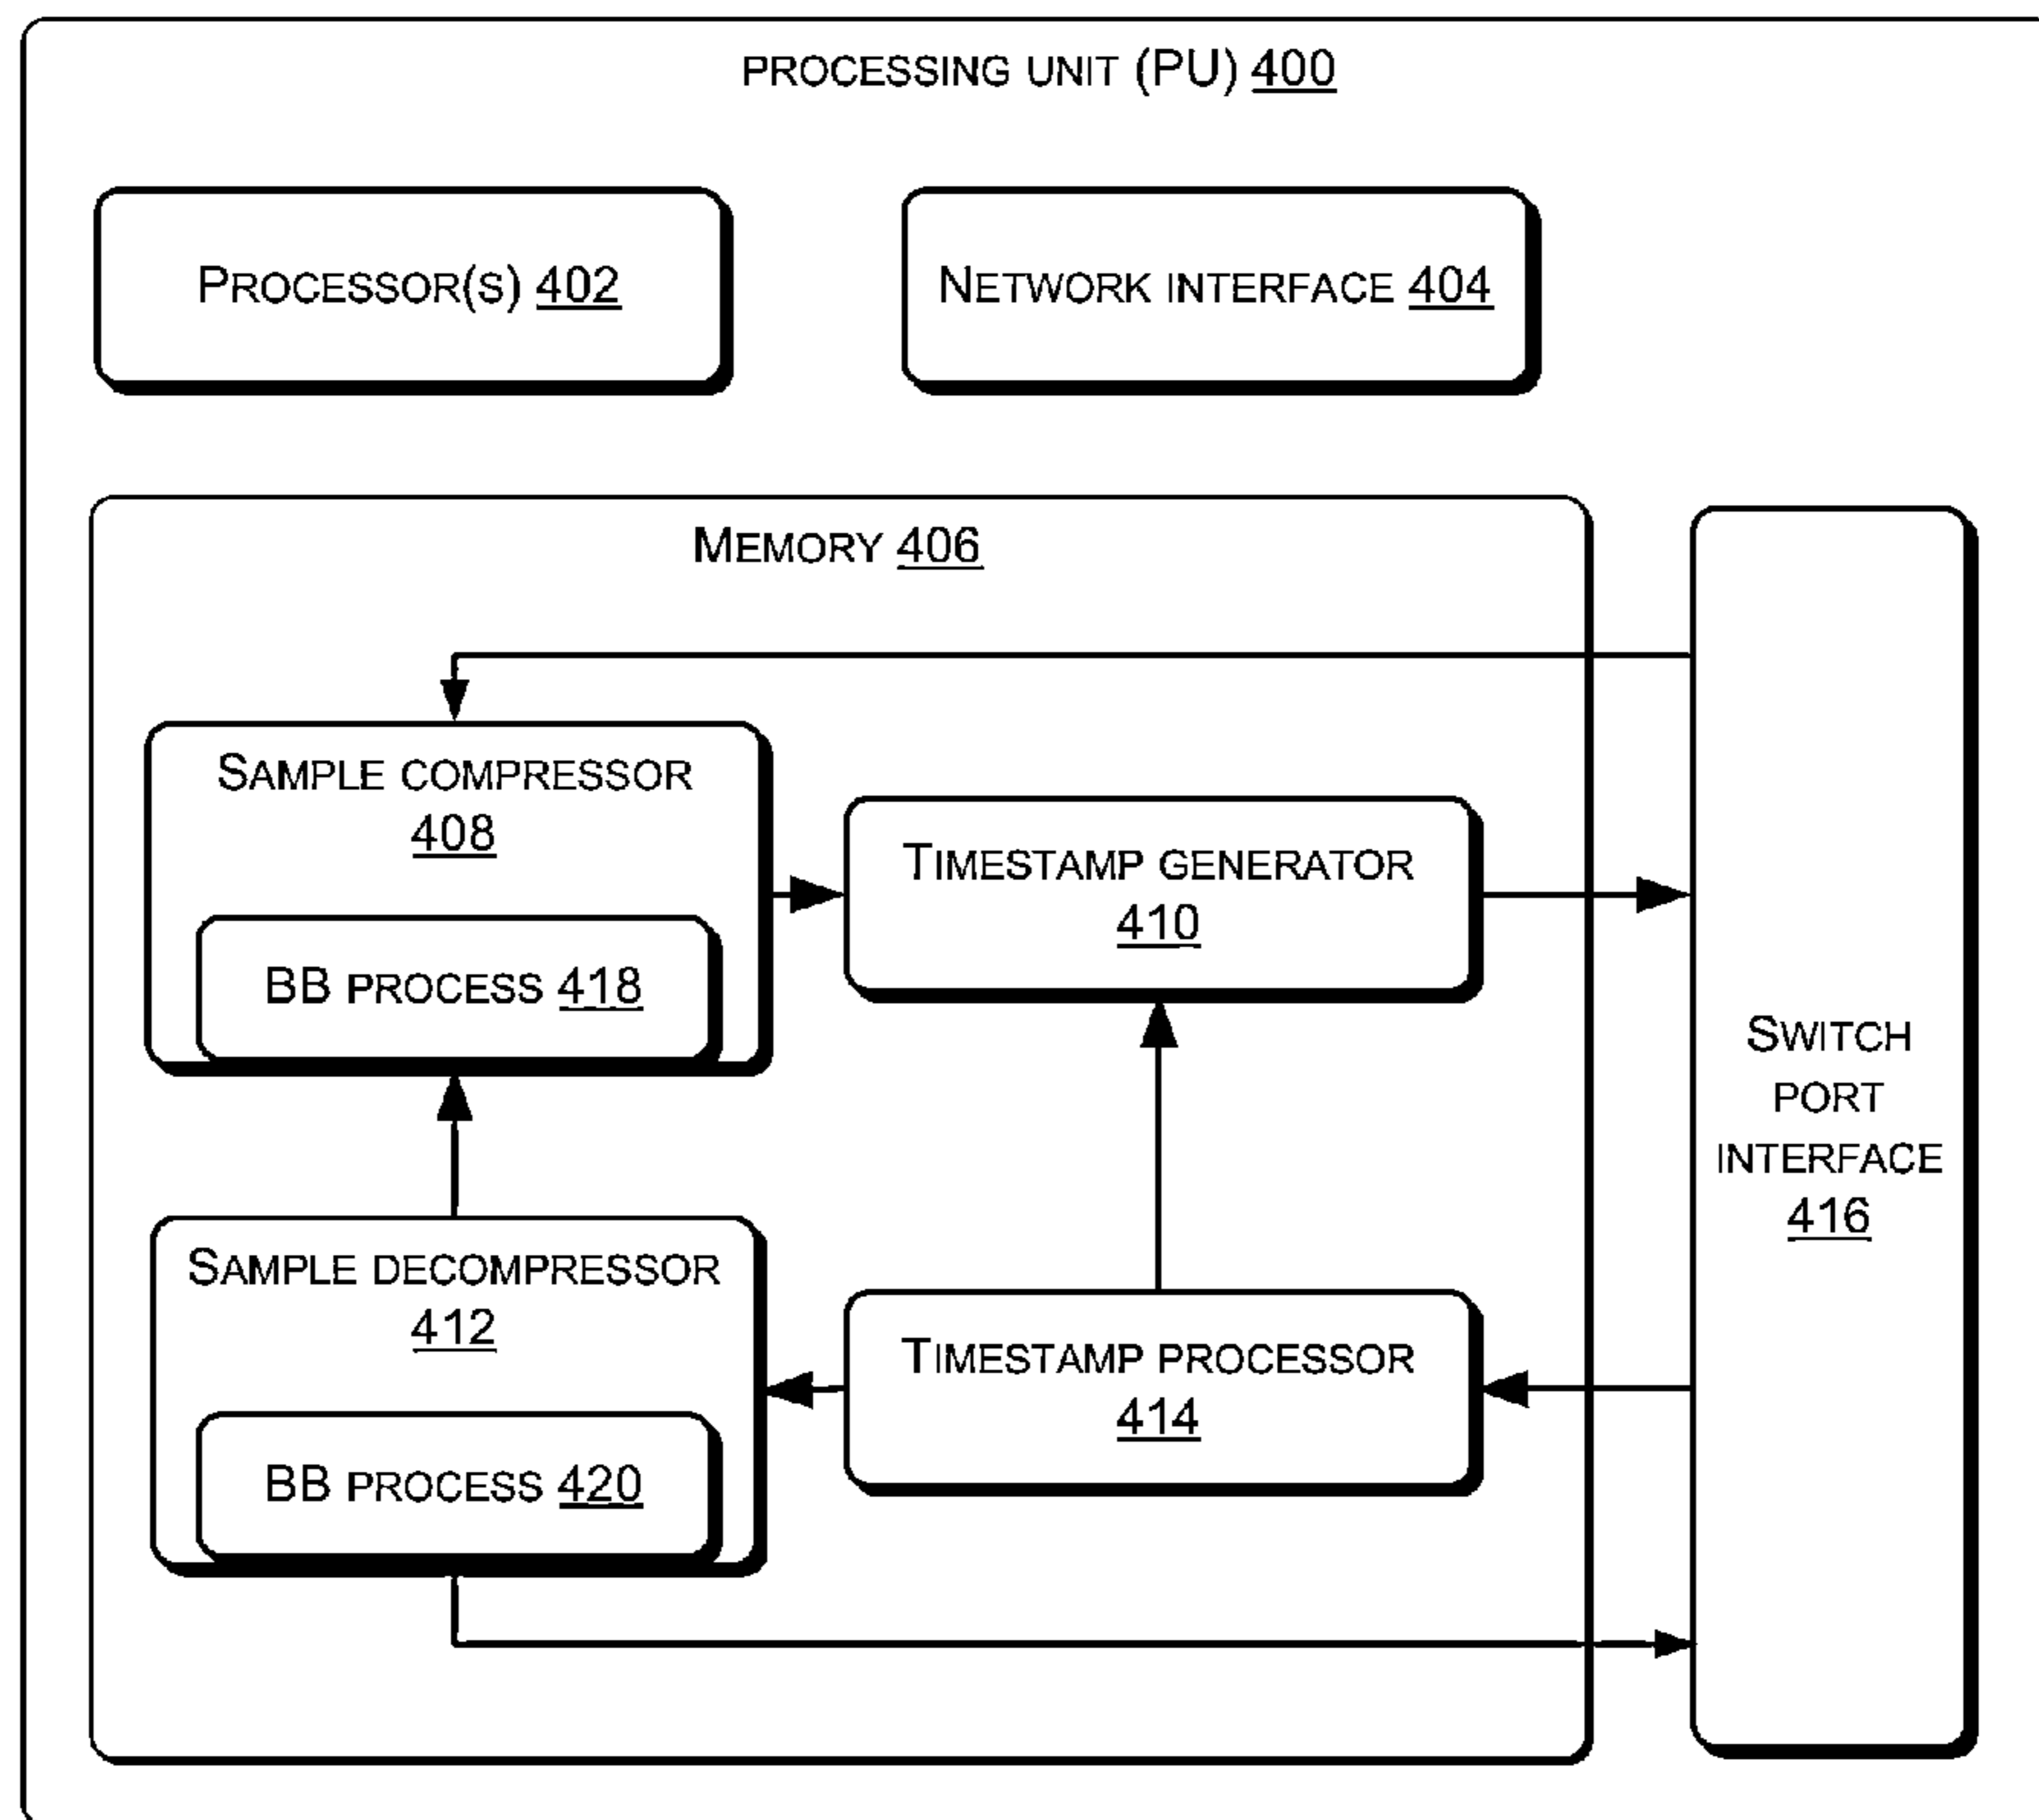 PROCESSING UNIT (PU) 400
PROCESSOR(S) 402
NETWORK INTERFACE 404
MEMORY 406
SAMPLE COMPRESSOR
408
BB PROCESS 418
TIMESTAMP GENERATOR
410
SAMPLE DECOMPRESSOR
412
BB PROCESS 420
TIMESTAMP PROCESSOR
414
SWITCH
PORT
INTERFACE
416